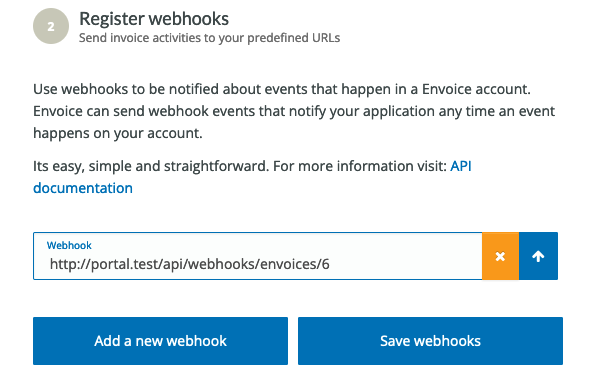 2
Register webhooks
Send invoice activities to your predefined URLs
Use webhooks to be notified about events that happen in a Envoice account.
Envoice can send webhook events that notify your application any time an event
happens on your account.
Its easy, simple and straightforward. For more information visit: API
documentation
Webhook
http://portal.test/api/webhooks/envoices/6
Add a new webhook
Save webhooks